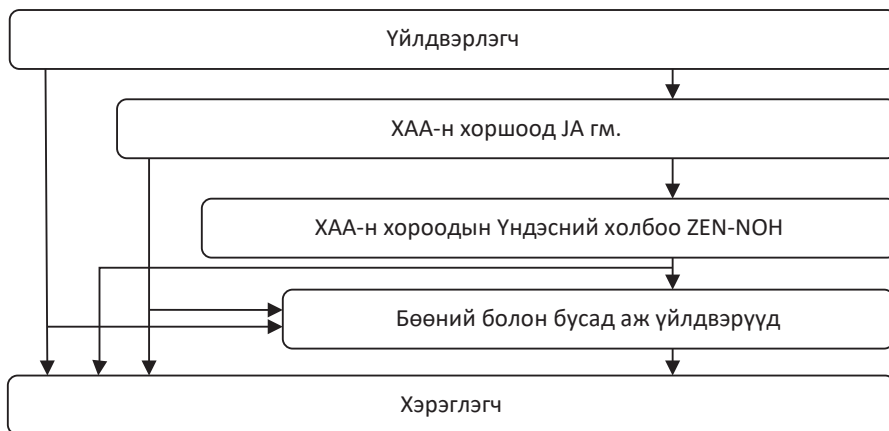 Үйлдвэрлэгч
ХАА-н хоршоод JA гм.
ХАА-н хороодын Үндэсний холбоо ZEN-NOH
Бөөний болон бусад аж үйлдвэрүүд
Хэрэглэгч